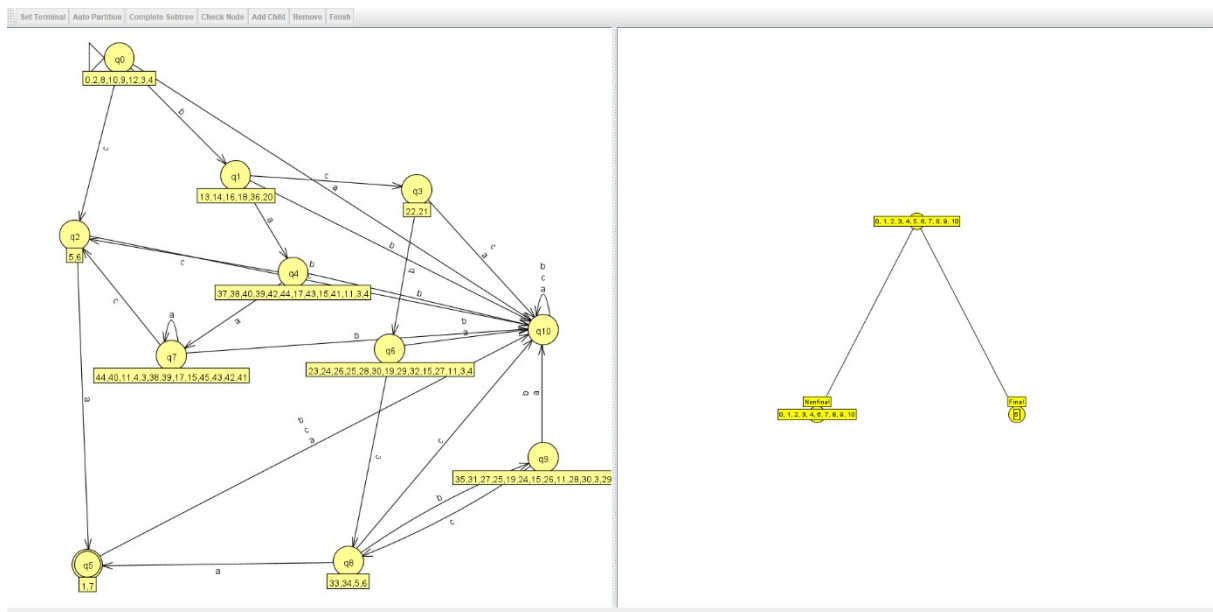 Set Terminal Auto Partition Complete Subtree Check Node Add Child Remove Finish
q0
0,2,8,10,9,12,3,4
b
c
q1
c
a
13,14,16,18,36,20
q3
22,21
a
b
c
a
q2
5,6
c
b
q4
b
b
37,38,40,39,42,44,17,43,15,41,11,3,4
b
c
a
q10
c
a
a
b
b
a
q7
q6
44,40,11,4,3,38,39,17,15,45,43,42,41
23,24,26,25,28,30,19,29,32,15,27,11,3,4
a
b
c
a
b
a
c
c
q9
35,31,27,25,19,24,15,26,11,28,30,3,29
b
c
q5
1,7
a
q8
33,34,5,6
0, 1, 2, 3, 4, 5, 6, 7, 8, 9, 10
Nonfinal
0, 1, 2, 3, 4, 6, 7, 8, 9, 10
Final
5